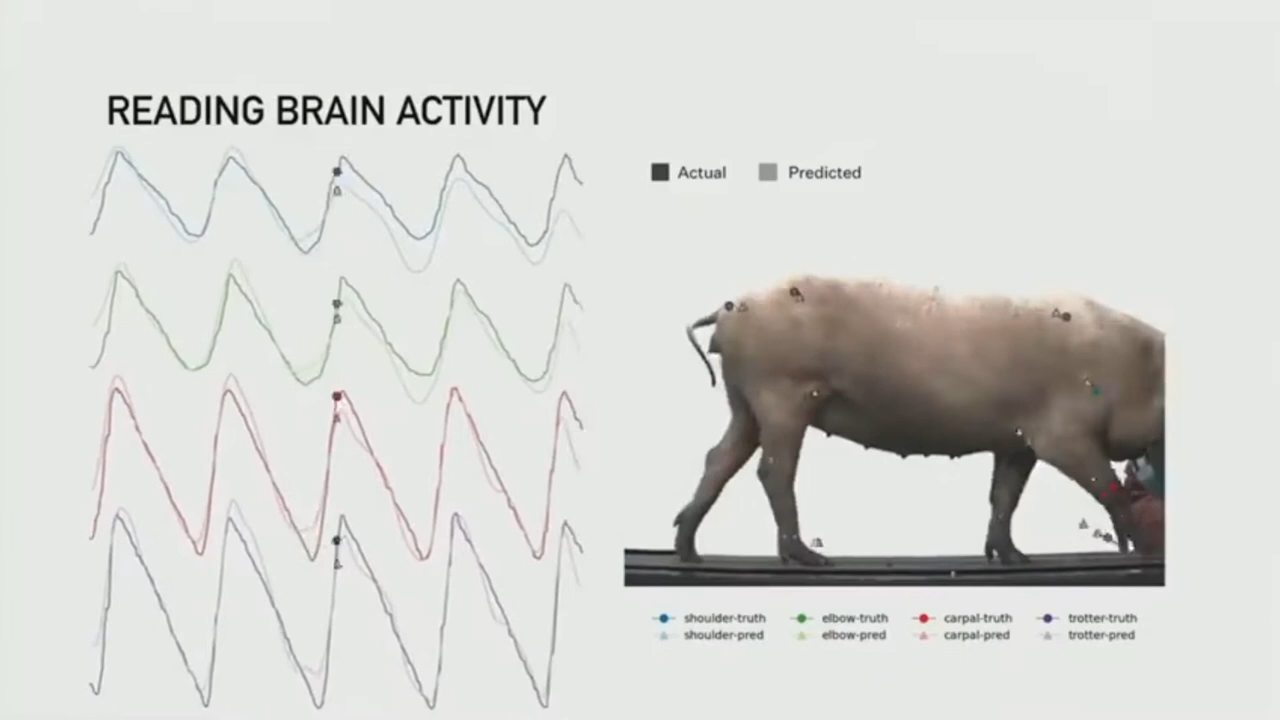 READING BRAIN ACTIVITY
Actual Predicted
shoulder-truth elbow-truth carpal-truth trotter-truth
shoulder-pred elbow-pred carpal-pred trotter-pred